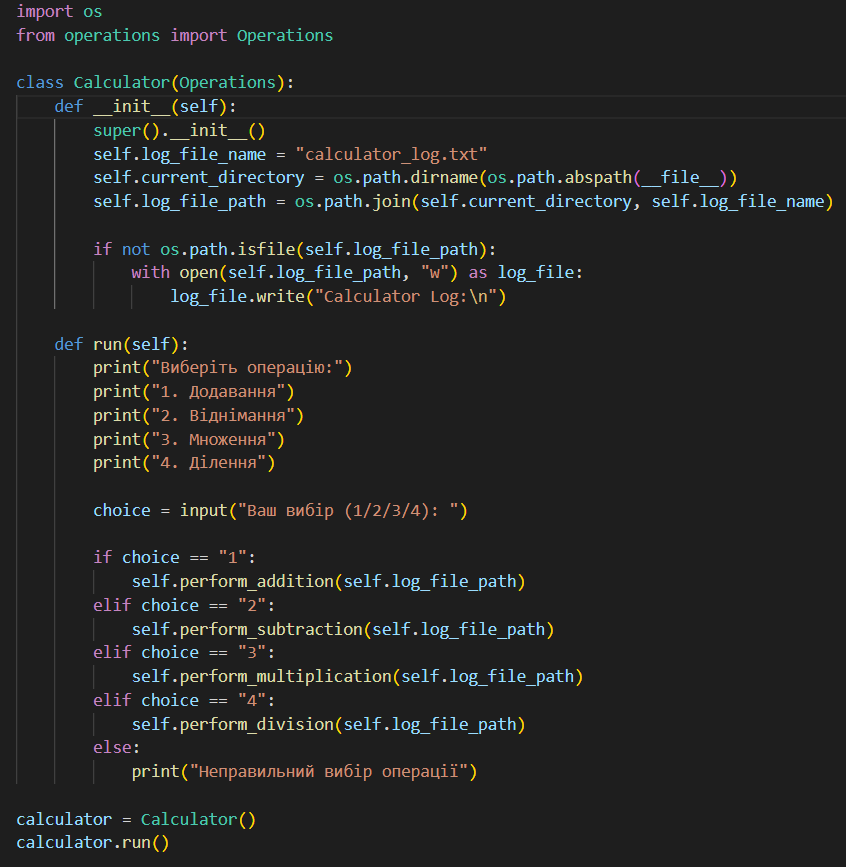 import os
from operations import Operations
class Calculator(Operations):
def __init__(self):
super().__init__()
self.log_file_name = "calculator_log.txt"
self.current_directory = os.path.dirname(os.path.abspath(__file__))
self.log_file_path = os.path.join(self.current_directory, self.log_file_name)
if not os.path.isfile(self.log_file_path):
with open(self.log_file_path, "w") as log_file:
log_file.write("Calculator Log:\n")
def run(self):
print("Виберіть операцію:")
print("1. Додавання")
print("2. Віднімання")
print("3. Множення")
print("4. Ділення")
choice = input("Ваш вибір (1/2/3/4): ")
if choice == "1":
self.perform_addition(self.log_file_path)
elif choice == "2":
self.perform_subtraction(self.log_file_path)
elif choice == "3":
self.perform_multiplication(self.log_file_path)
elif choice == "4":
self.perform_division(self.log_file_path)
else:
print("Неправильний вибір операції")
calculator = Calculator()
calculator.run()